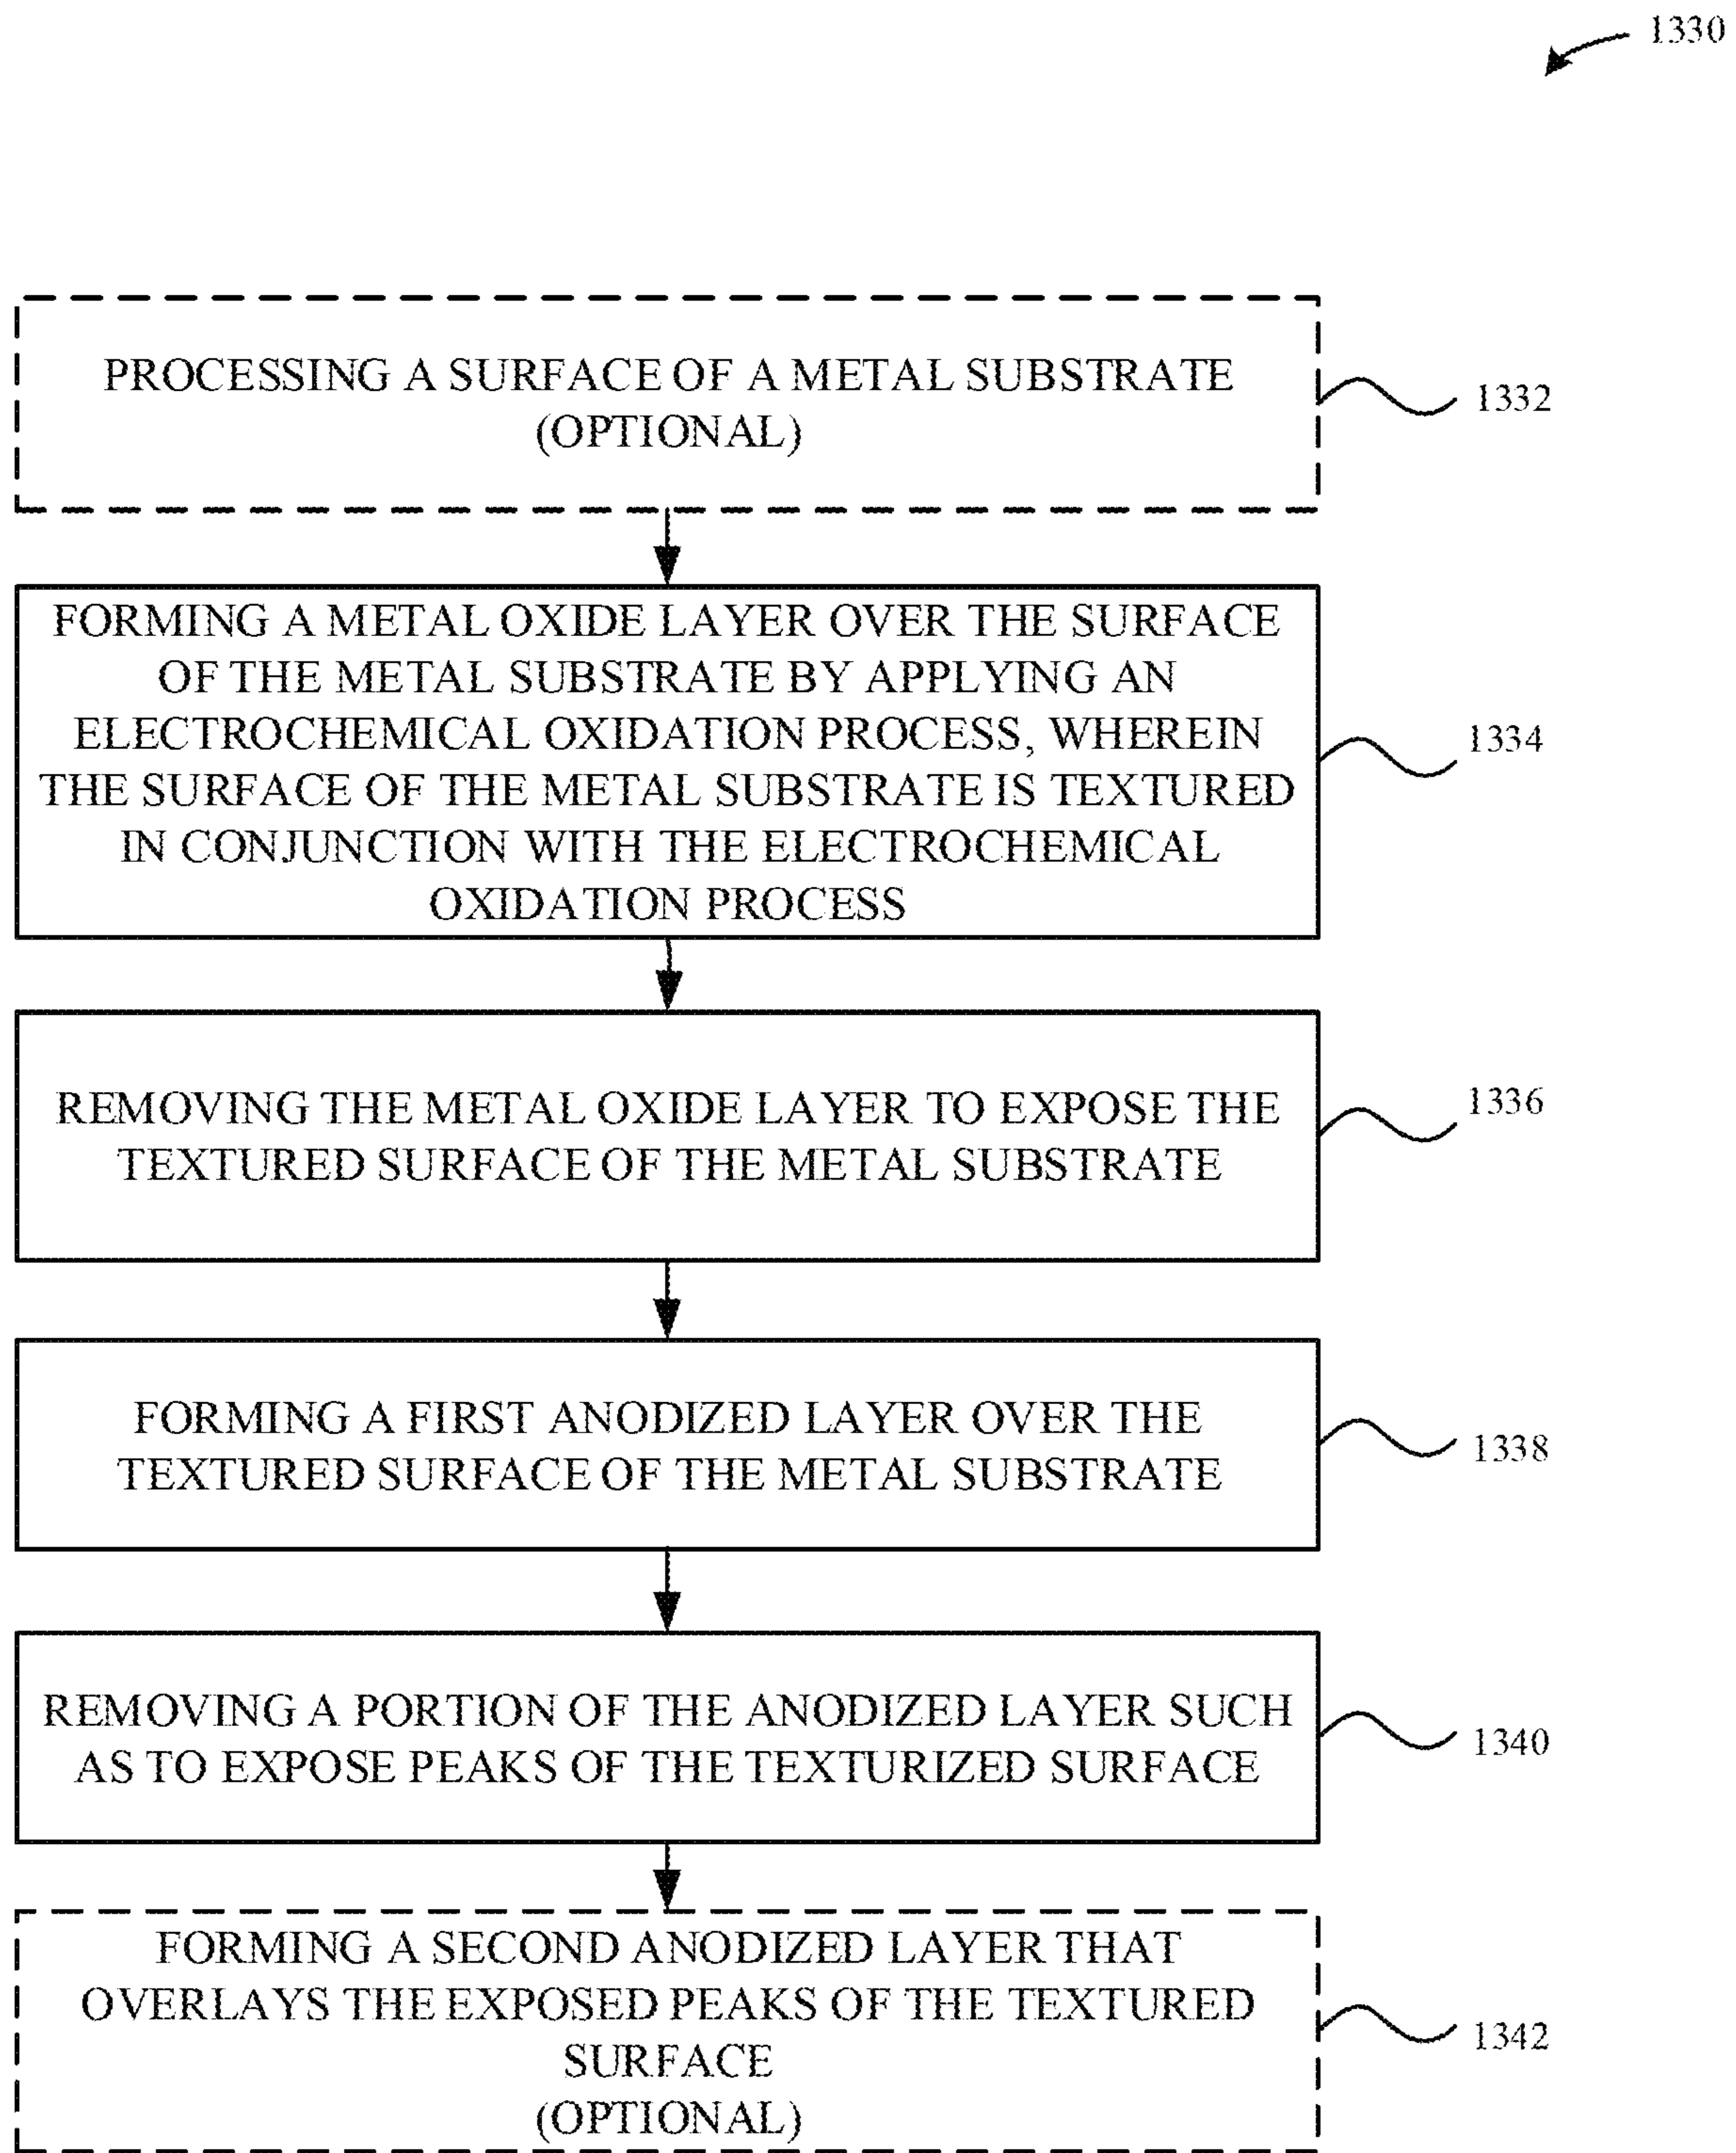 1330
PROCESSING A SURFACE OF A METAL SUBSTRATE
(OPTIONAL)
1332
FORMING A METAL OXIDE LAYER OVER THE SURFACE
OF THE METAL SUBSTRATE BY APPLYING AN
ELECTROCHEMICAL OXIDATION PROCESS, WHEREIN
THE SURFACE OF THE METAL SUBSTRATE IS TEXTURED
IN CONJUNCTION WITH THE ELECTROCHEMICAL
OXIDATION PROCESS
1334
REMOVING THE METAL OXIDE LAYER TO EXPOSE THE
TEXTURED SURFACE OF THE METAL SUBSTRATE
1336
FORMING A FIRST ANODIZED LAYER OVER THE
TEXTURED SURFACE OF THE METAL SUBSTRATE
1338
REMOVING A PORTION OF THE ANODIZED LAYER SUCH
AS TO EXPOSE PEAKS OF THE TEXTURIZED SURFACE
1340
FORMING A SECOND ANODIZED LAYER THAT
OVERLAYS THE EXPOSED PEAKS OF THE TEXTURED
SURFACE
(OPTIONAL)
1342